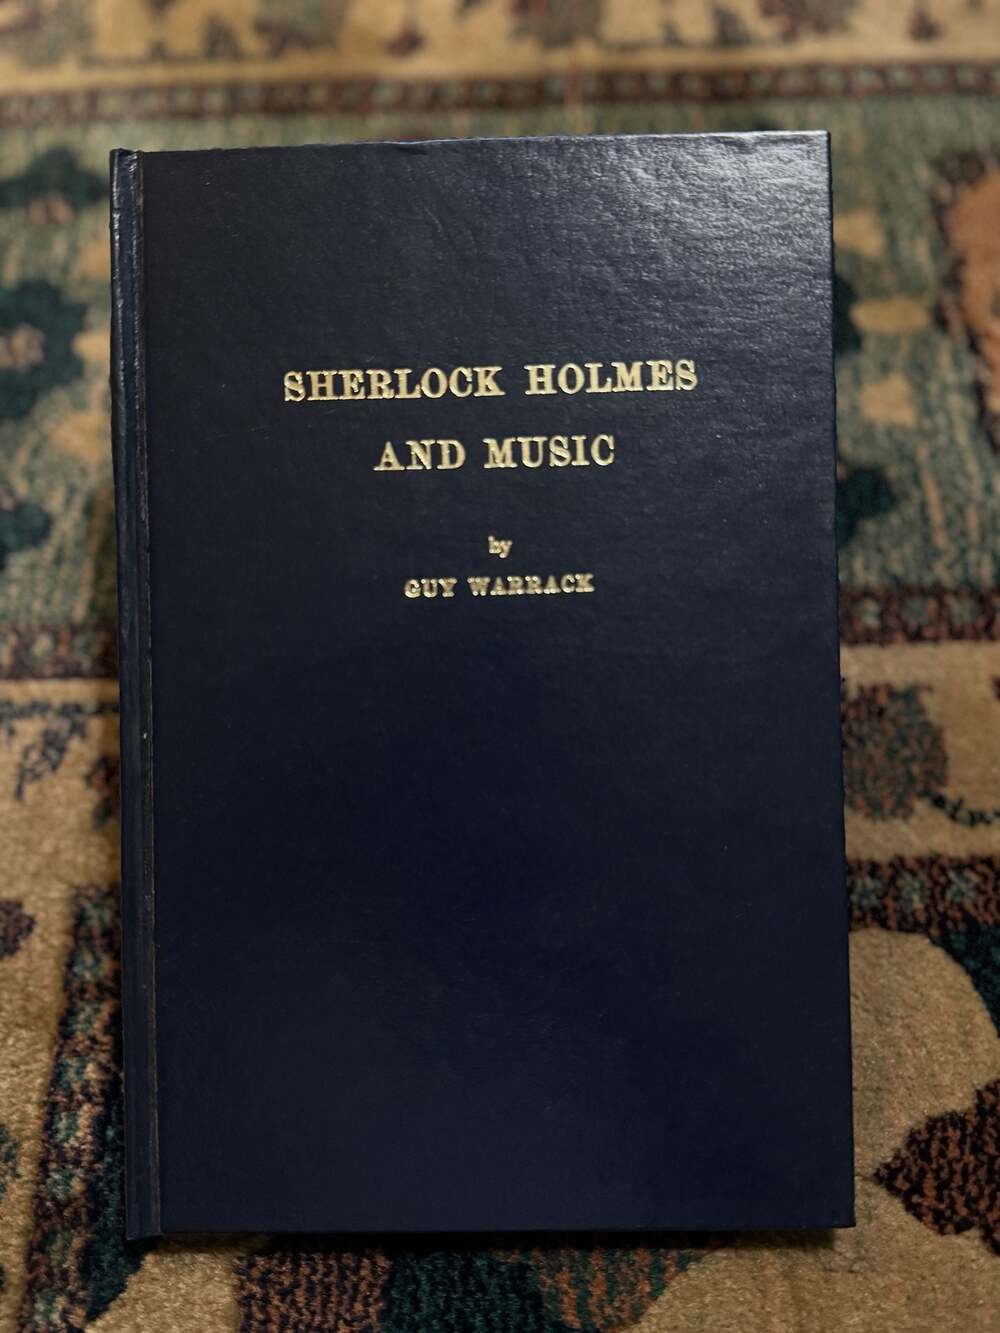 SHERLOCK HOLMES
AND MUSIC
by
GUY WARRACK